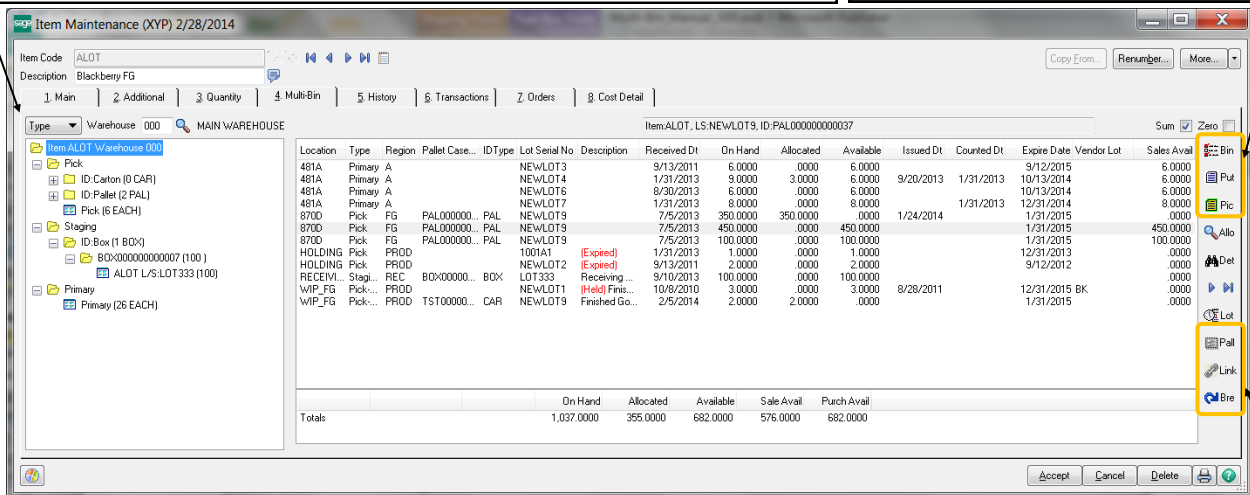 sage Item Maintenance (XYP) 2/28/2014
Item Code ALOT Copy From... Renumber... More...
Description Blackberry FG
1. Main 2. Additional 3. Quantity 4. Multi-Bin 5. History 6. Transactions 7. Orders 8. Cost Detail
Type Warehouse 000 MAIN WAREHOUSE Item:ALOT, LS:NEWLOT9, ID:PAL000000000037 Sum Zero
Item ALOT Warehouse 000
Pick
ID:Carton (0 CAR)
ID:Pallet (2 PAL)
Pick (6 EACH)
Staging
ID:Box (1 BOX)
BOX000000000007 (100 )
ALOT L/S:LOT333 (100)
Primary
Primary (26 EACH)
Location Type Region Pallet Case... IDType Lot Serial No Description Received Dt On Hand Allocated Available Issued Dt Counted Dt Expire Date Vendor Lot Sales Avail
481A Primary A NEWLOT3 9/13/2011 6.0000 .0000 6.0000 9/12/2015 6.0000
481A Primary A NEWLOT4 1/31/2013 9.0000 3.0000 6.0000 9/20/2013 1/31/2013 10/13/2014 6.0000
481A Primary A NEWLOT6 8/30/2013 6.0000 .0000 6.0000 10/13/2014 6.0000
481A Primary A NEWLOT7 1/31/2013 8.0000 .0000 8.0000 1/31/2013 12/31/2014 8.0000
870D Pick FG PAL000000... PAL NEWLOT9 7/5/2013 350.0000 350.0000 .0000 1/24/2014 1/31/2015 .0000
870D Pick FG PAL000000... PAL NEWLOT9 7/5/2013 450.0000 .0000 450.0000 1/31/2015 450.0000
870D Pick FG PAL000000... PAL NEWLOT9 7/5/2013 100.0000 .0000 100.0000 1/31/2015 100.0000
HOLDING Pick PROD 1001A1 (Expired) 1/31/2013 1.0000 .0000 1.0000 12/31/2013 .0000
HOLDING Pick PROD NEWLOT2 (Expired) 9/13/2011 2.0000 .0000 2.0000 9/12/2012 .0000
RECEIVI... Stagi... REC BOX00000... BOX LOT333 Receiving ... 9/10/2013 100.0000 .0000 100.0000 .0000
WIP_FG Pick-... PROD NEWLOT1 (Held) Finis... 10/8/2010 3.0000 .0000 3.0000 8/28/2011 12/31/2015 BK .0000
WIP_FG Pick-... PROD TST00000... CAR NEWLOT9 Finished Go... 2/5/2014 2.0000 2.0000 .0000 1/31/2015 .0000
On Hand Allocated Available Sale Avail Purch Avail
Totals 1,037.0000 355.0000 682.0000 576.0000 682.0000
Bin
Put
Pic
Allo
Det
Lot
Pall
Link
Bre
Accept Cancel Delete